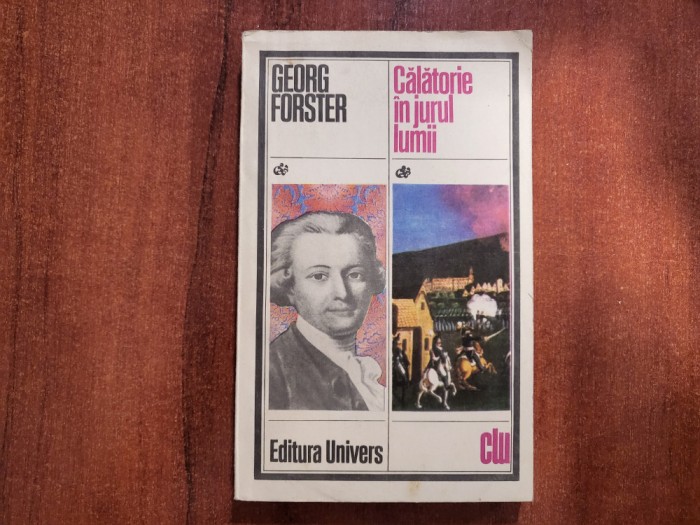 GEORG
FORSTER
Călătorie
în jurul
lumii
Editura Univers
clu